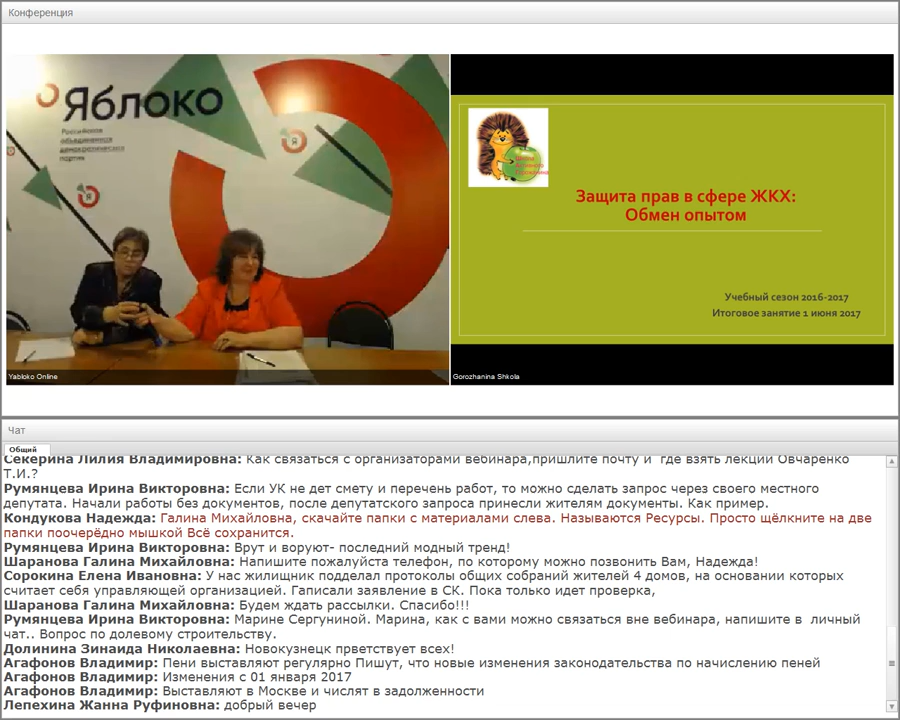 Конференция
Яблоко
Российская
объединенная
демократическая
партия
Я
Я
Yabloko Online
Защита прав в сфере ЖКХ:
Обмен опытом
Учебный сезон 2016-2017
Итоговое занятие 1 июня 2017
Gorozhanina Shkola
Чат
Общий
Секерина Лилия Владимировна: Как связаться с организаторами вебинара,пришлите почту и где взять лекции Овчаренко
Т.И.?
Румянцева Ирина Викторовна: Если УК не дет смету и перечень работ, то можно сделать запрос через своего местного
депутата. Начали работы без документов, после депутатского запроса принесли жителям документы. Как пример.
Кондукова Надежда: Галина Михайловна, скачайте папки с материалами слева. Называются Ресурсы. Просто щёлкните на две
папки поочерёдно мышкой Всё сохранится.
Румянцева Ирина Викторовна: Врут и воруют- последний модный тренд!
Шаранова Галина Михайловна: Напишите пожалуйста телефон, по которому можно позвонить Вам, Надежда!
Сорокина Елена Ивановна: У нас жилищник подделал протоколы общих собраний жителей 4 домов, на основании которых
считает себя управляющей организацией. Гаписали заявление в СК. Пока только идет проверка,
Шаранова Галина Михайловна: Будем ждать рассылки. Спасибо!!!
Румянцева Ирина Викторовна: Марине Сергуниной. Марина, как с вами можно связаться вне вебинара, напишите в личный
чат.. Вопрос по долевому строительству.
Долинина Зинаида Николаевна: Новокузнецк прветствует всех!
Агафонов Владимир: Пени выставляют регулярно Пишут, что новые изменения законодательства по начислению пеней
Агафонов Владимир: Изменения с 01 января 2017
Агафонов Владимир: Выставляют в Москве и числят в задолженности
Лепехина Жанна Руфиновна: добрый вечер